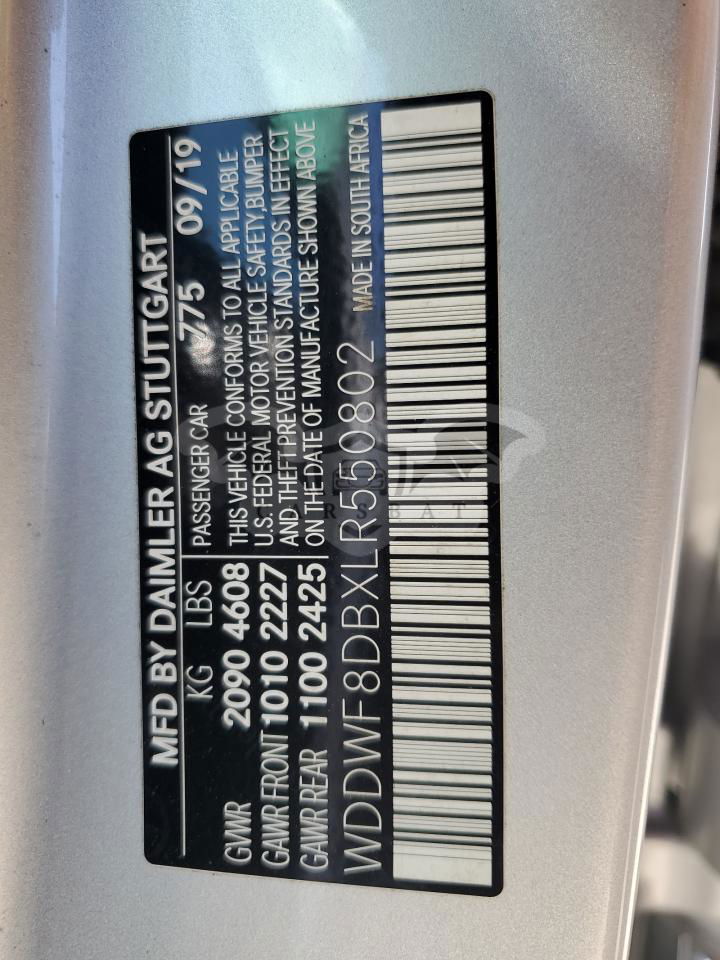 MFD BY DAIMLER AG STUTTGART
KG LBS PASSENGER CAR 775 09/19
GVWR 2090 4608 THIS VEHICLE CONFORMS TO ALL APPLICABLE
GAWR FRONT 1010 2227 U.S. FEDERAL MOTOR VEHICLE SAFETY, BUMPER
GAWR REAR 1100 2425 AND THEFT PREVENTION STANDARDS IN EFFECT
ON THE DATE OF MANUFACTURE SHOWN ABOVE
WDDWF8DBXLR550802 MADE IN SOUTH AFRICA
CARSBAT